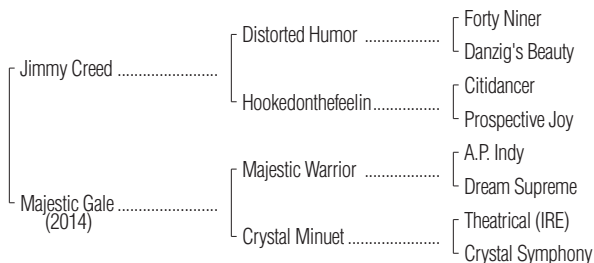 Forty Niner
Distorted Humor ..................
Danzig's Beauty
Jimmy Creed ........................
Citidancer
Hookedonthefeelin................
Prospective Joy
A.P. Indy
Majestic Warrior ..................
Dream Supreme
Majestic Gale ........................
(2014)
Theatrical (IRE)
Crystal Minuet ......................
Crystal Symphony